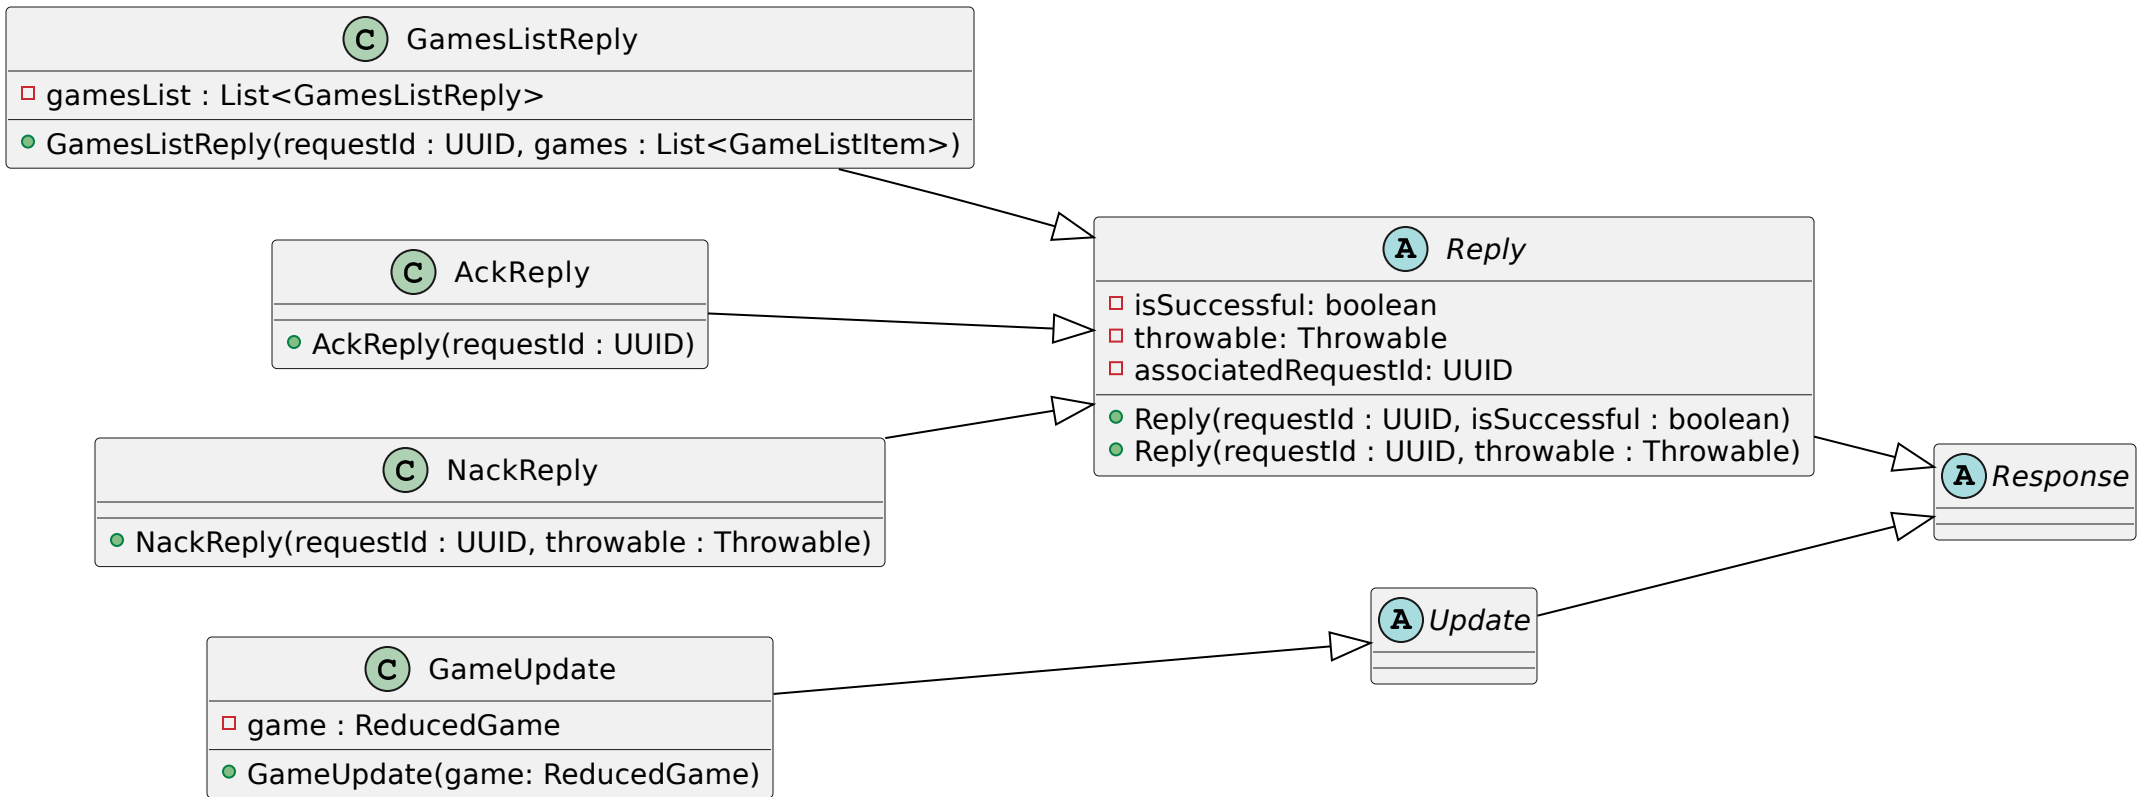 C GamesListReply
gamesList : List<GamesListReply>
GamesListReply(requestId : UUID, games : List<GameListItem>)
C AckReply
AckReply(requestId : UUID)
C NackReply
NackReply(requestId : UUID, throwable : Throwable)
C GameUpdate
game : ReducedGame
GameUpdate(game: ReducedGame)
A Reply
isSuccessful: boolean
throwable: Throwable
associatedRequestId: UUID
Reply(requestId : UUID, isSuccessful : boolean)
Reply(requestId : UUID, throwable : Throwable)
A Update
A Response